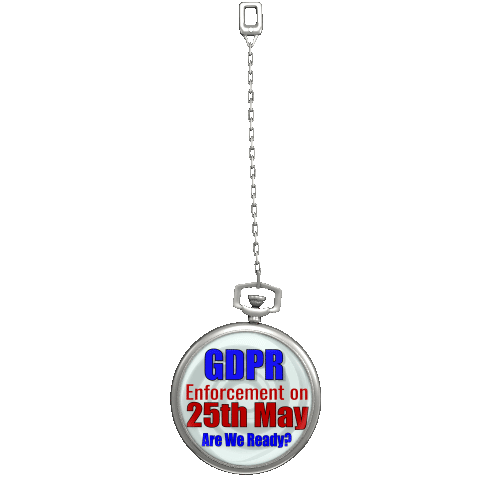 GDPR
Enforcement on
25th May
Are We Ready?